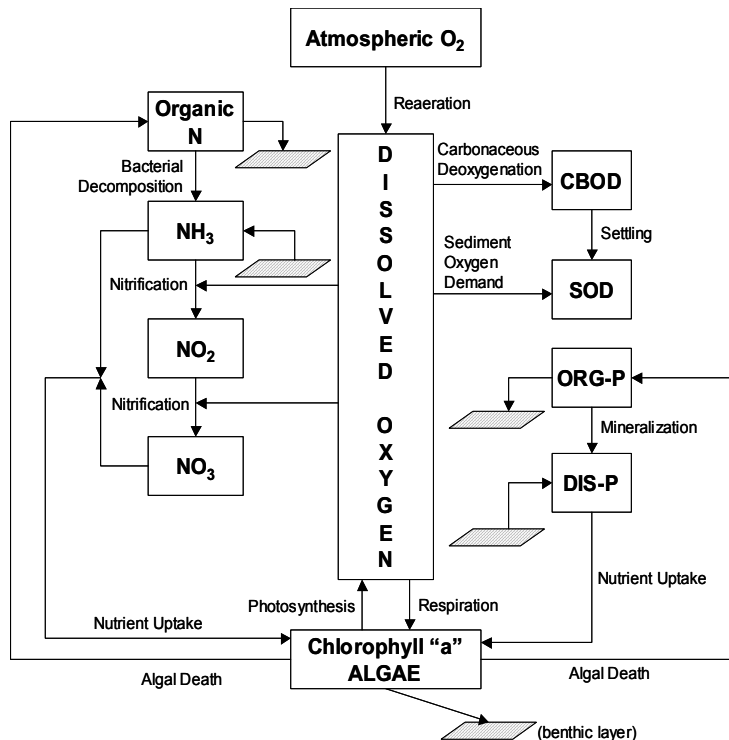 Atmospheric O₂
Reaeration
Organic
N
Bacterial
Decomposition
NH₃
Nitrification
NO₂
Nitrification
NO₃
D
I
S
S
O
L
V
E
D
O
X
Y
G
E
N
Carbonaceous
Deoxygenation
CBOD
Settling
Sediment
Oxygen
Demand
SOD
ORG-P
Mineralization
DIS-P
Nutrient Uptake
Photosynthesis
Respiration
Nutrient Uptake
Chlorophyll “a”
ALGAE
Algal Death
Algal Death
(benthic layer)